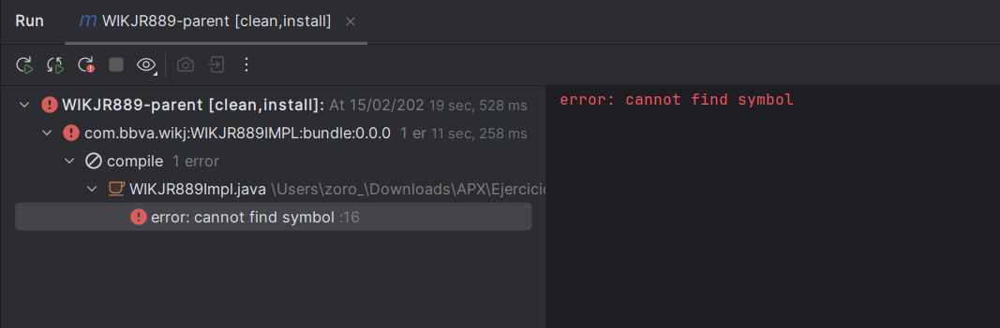 Run
m WIKJR889-parent [clean,install] ×
WIKJR889-parent [clean,install]: At 15/02/202 19 sec, 528 ms
com.bbva.wikj:WIKJR889IMPL:bundle:0.0.0 1 er 11 sec, 258 ms
compile 1 error
WIKJR889Impl.java \Users\zoro_\Downloads\APX\Ejercicio
error: cannot find symbol :16
error: cannot find symbol